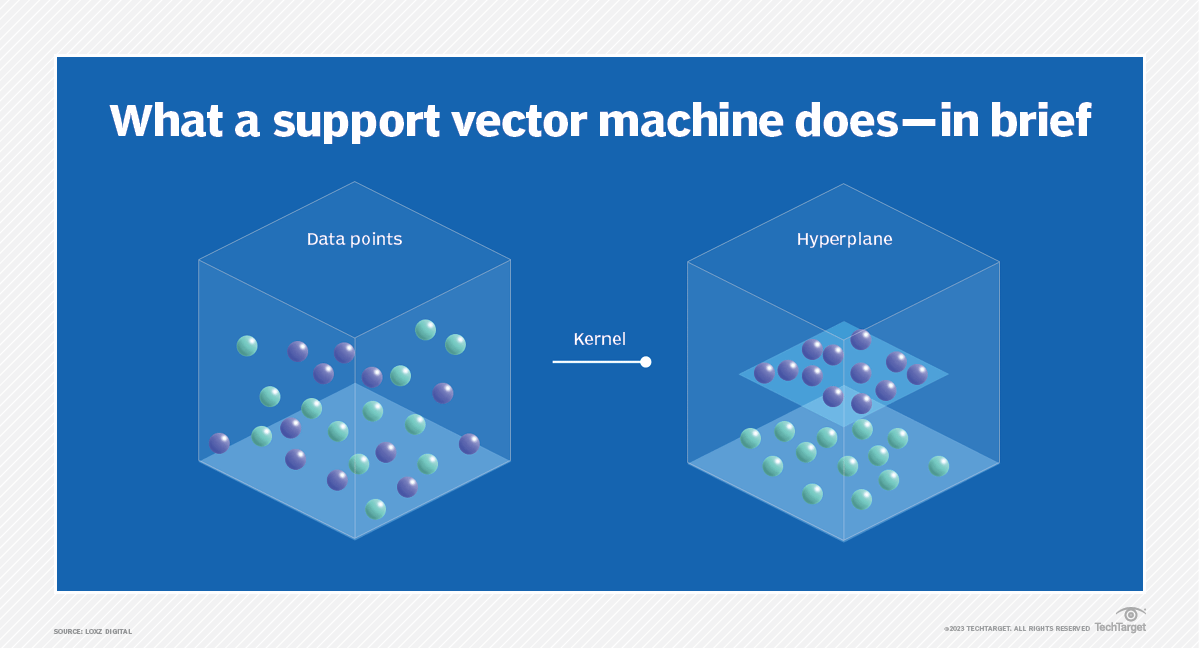 What a support vector machine does—in brief
Data points
Hyperplane
Kernel
SOURCE: LOXZ DIGITAL
©2023 TECHTARGET. ALL RIGHTS RESERVED
TechTarget